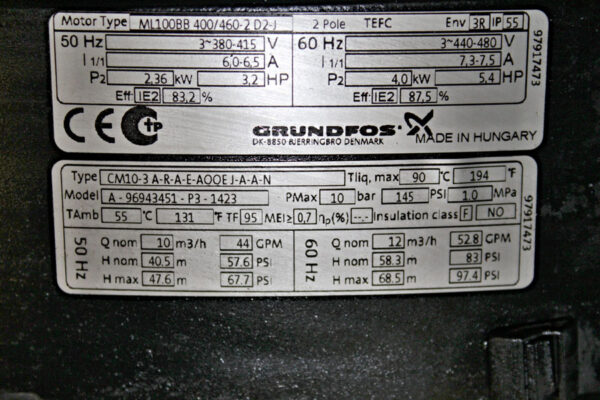 Motor Type ML100BB 400/460-2 D2-J 2 Pole TEFC Env 3R IP 55
50 Hz 3~380-415 V 60 Hz 3~440-480 V
I 1/1 6,0-6,5 A I 1/1 7,3-7,5 A
P2 2,36 kW 3,2 HP P2 4,0 kW 5,4 HP
Eff IE2 83,2 % Eff IE2 87,5 %
97917473
CE tp
GRUNDFOS
DK-8850 BJERRINGBRO DENMARK
MADE IN HUNGARY
Type CM10-3 A-R-A-E-AQQE J-A-A-N Tliq, max 90 °C 194 °F
Model A - 96943451 - P3 - 1423 PMax 10 bar 145 PSI 1.0 MPa
TAmb 55 °C 131 °F TF 95 MEI≥ 0,7 ηp(%) --.- Insulation class F NO
50 Hz
Q nom 10 m3/h 44 GPM
H nom 40.5 m 57.6 PSI
H max 47.6 m 67.7 PSI
60 Hz
Q nom 12 m3/h 52.8 GPM
H nom 58.3 m 83 PSI
H max 68.5 m 97.4 PSI
97917473